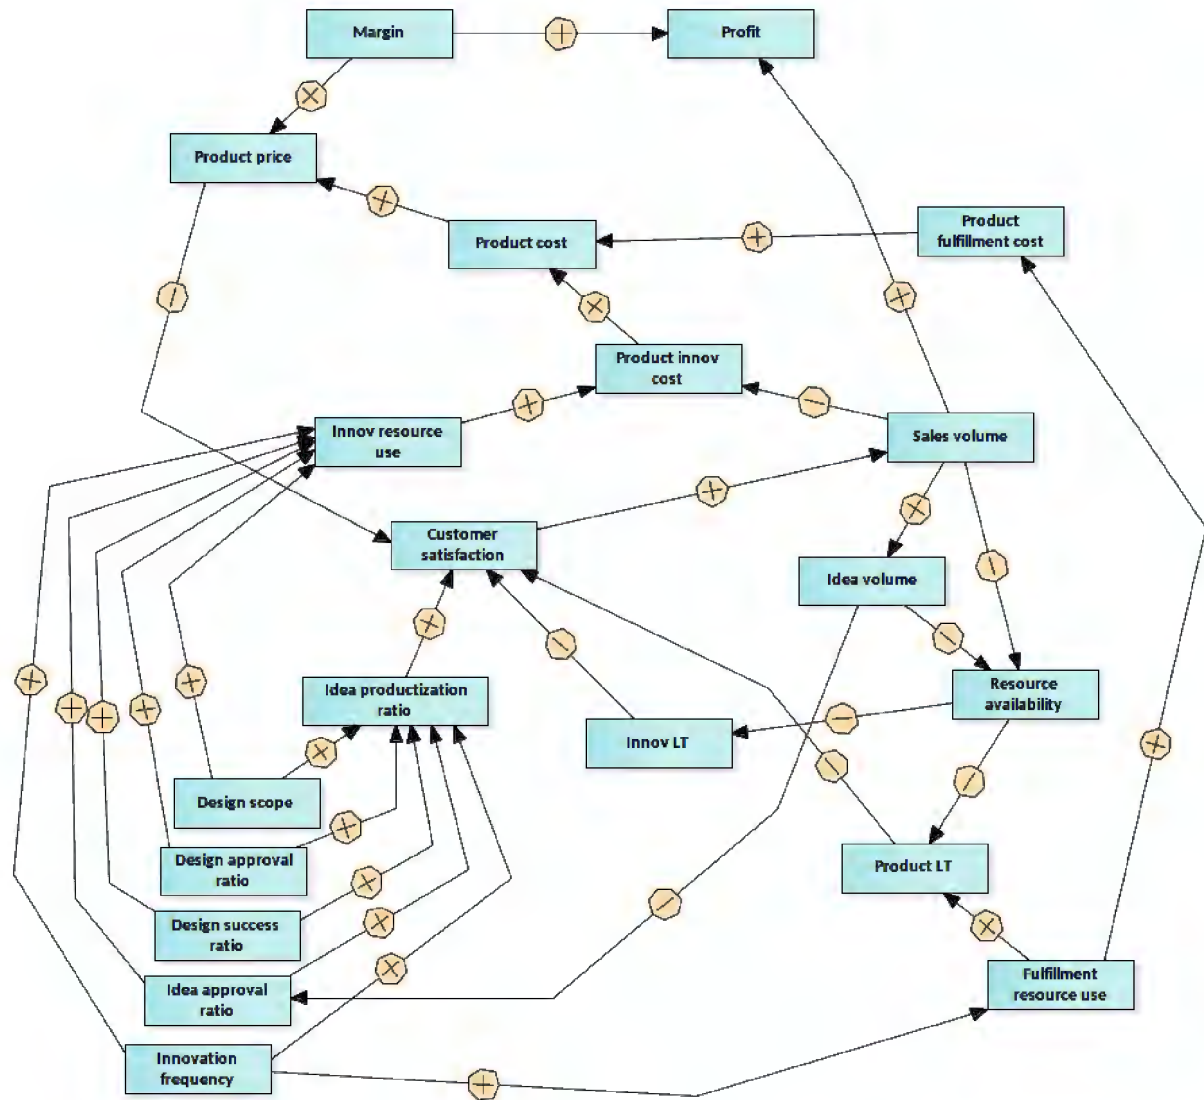 Margin
Profit
Product price
Product
fulfillment cost
Product cost
Product innov
cost
Innov resource
use
Sales volume
Customer
satisfaction
Idea volume
Idea productization
ratio
Resource
availability
Innov LT
Design scope
Design approval
ratio
Product LT
Design success
ratio
Idea approval
ratio
Fulfillment
resource use
Innovation
frequency